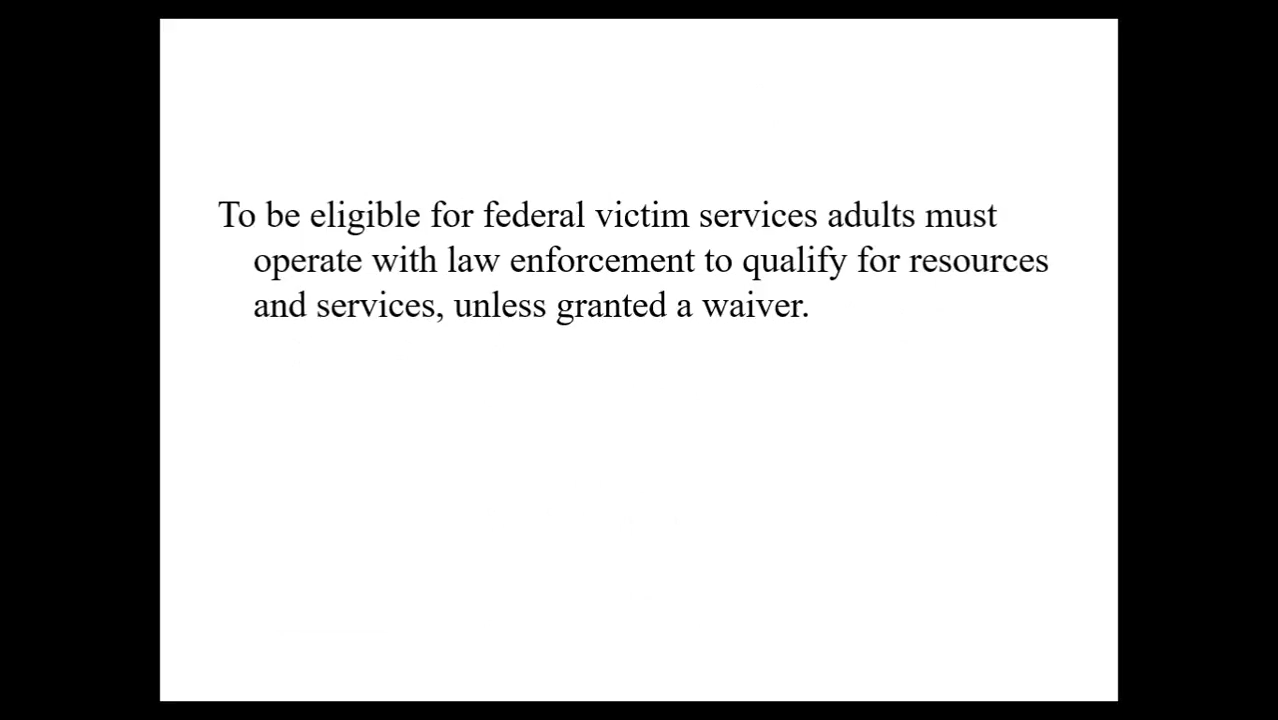 To be eligible for federal victim services adults must
operate with law enforcement to qualify for resources
and services, unless granted a waiver.